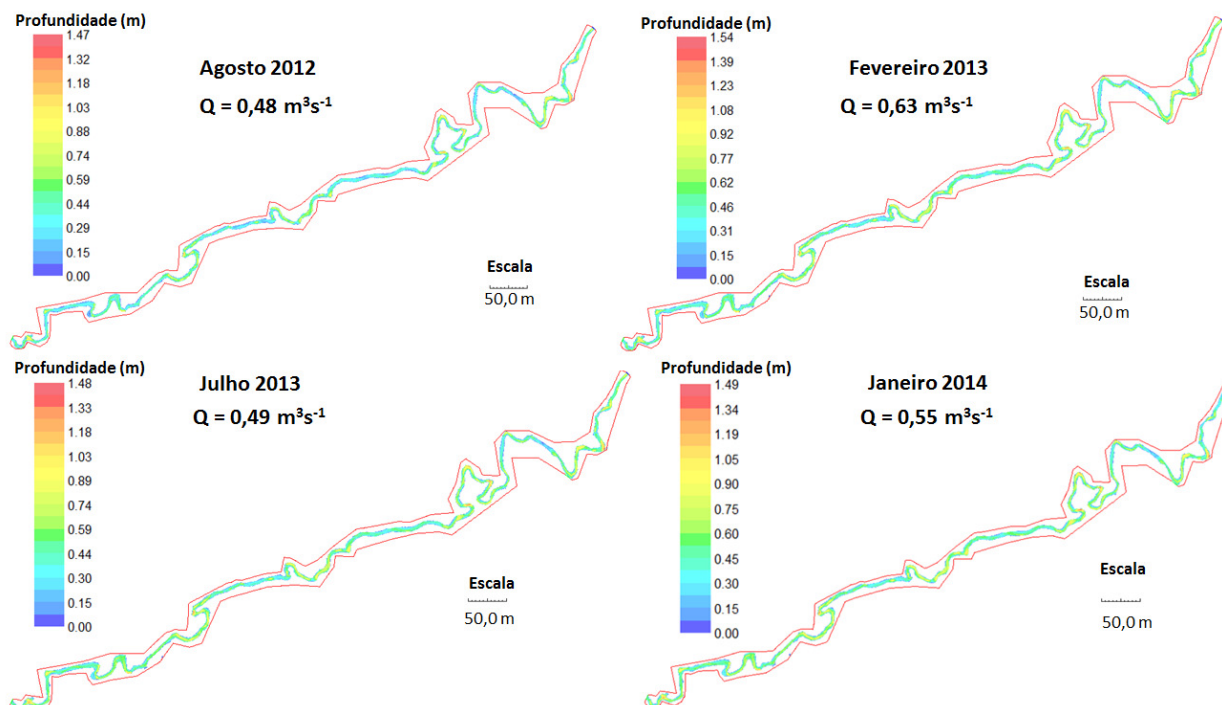 Profundidade (m)
1.47
1.32
1.18
1.03
0.88
0.74
0.59
0.44
0.29
0.15
0.00
Agosto 2012
Q = 0,48 m³s⁻¹
Escala
50,0 m
Profundidade (m)
1.54
1.39
1.23
1.08
0.92
0.77
0.62
0.46
0.31
0.15
0.00
Fevereiro 2013
Q = 0,63 m³s⁻¹
Escala
50,0 m
Profundidade (m)
1.48
1.33
1.18
1.03
0.89
0.74
0.59
0.44
0.30
0.15
0.00
Julho 2013
Q = 0,49 m³s⁻¹
Escala
50,0 m
Profundidade (m)
1.49
1.34
1.19
1.05
0.90
0.75
0.60
0.45
0.30
0.15
0.00
Janeiro 2014
Q = 0,55 m³s⁻¹
Escala
50,0 m